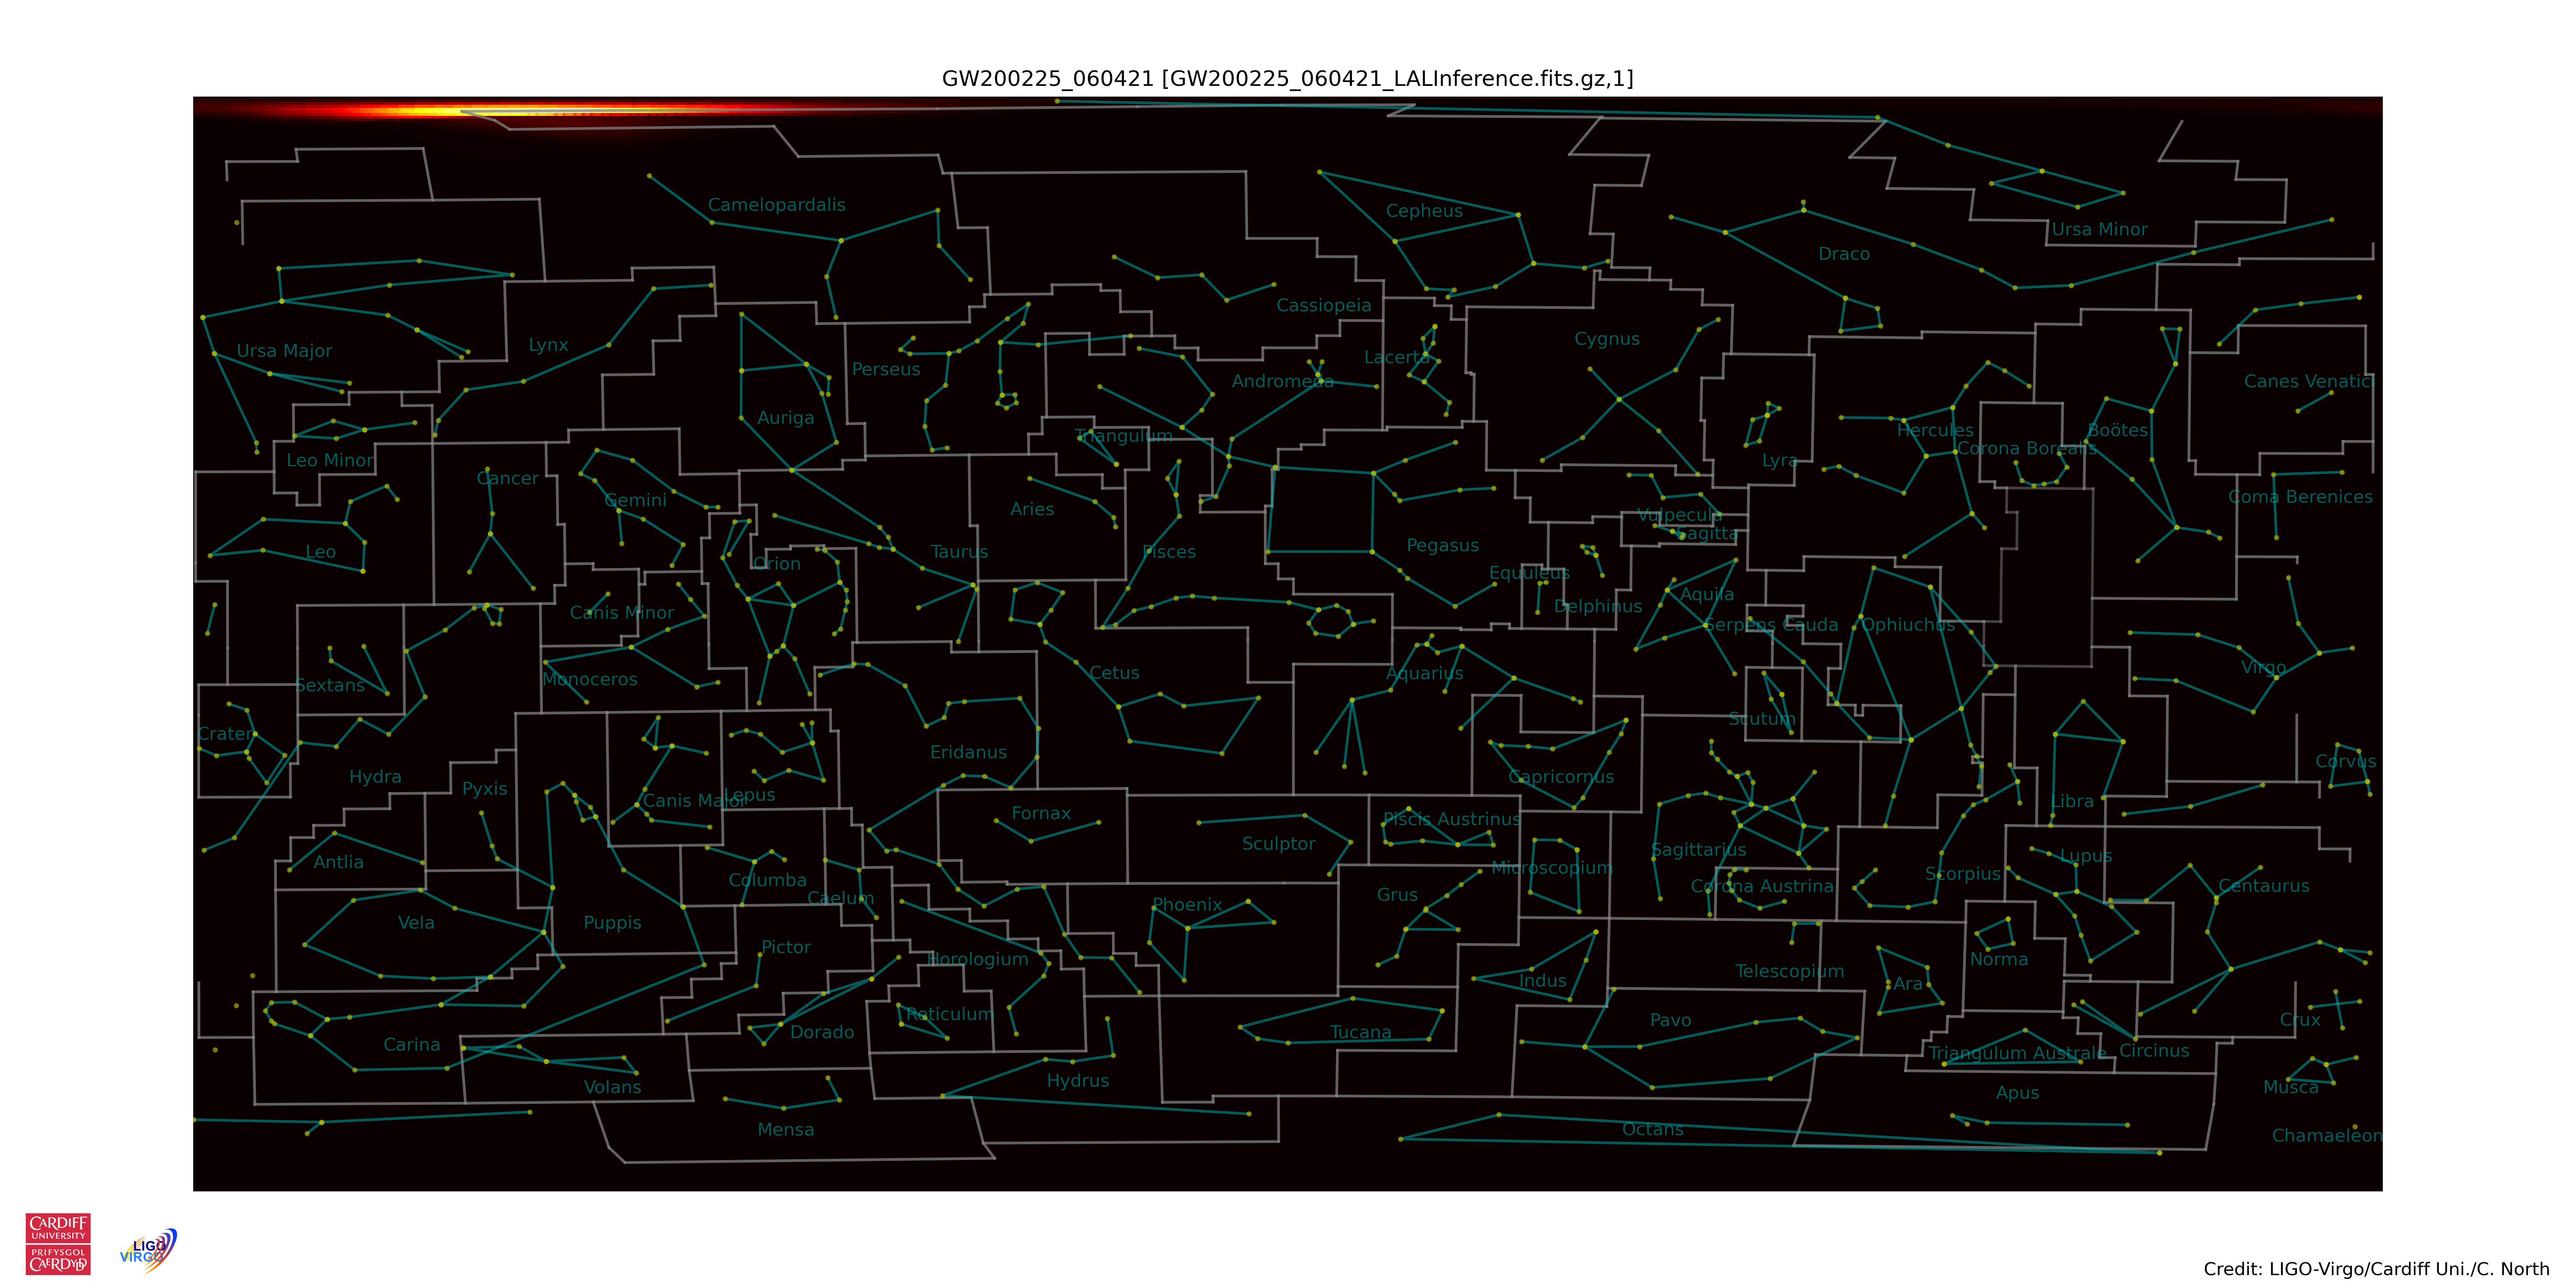 GW200225_060421 [GW200225_060421_LALInference.fits.gz,1]
Camelopardalis
Cepheus
Ursa Minor
Draco
Cassiopeia
Cygnus
Lynx
Ursa Major
Lacerta
Perseus
Andromeda
Canes Venatici
Auriga
Hercules
Boötes
Triangulum
Corona Borealis
Leo Minor
Lyra
Cancer
Gemini
Coma Berenices
Aries
Vulpecula
Sagitta
Pegasus
Leo
Taurus
Pisces
Orion
Equuleus
Aquila
Delphinus
Canis Minor
Serpens Cauda
Ophiuchus
Virgo
Cetus
Aquarius
Monoceros
Sextans
Scutum
Crater
Eridanus
Corvus
Hydra
Capricornus
Pyxis
Lepus
Canis Major
Libra
Fornax
Piscis Austrinus
Sculptor
Sagittarius
Lupus
Antlia
Microscopium
Scorpius
Columba
Corona Austrina
Centaurus
Grus
Caelum
Phoenix
Vela
Puppis
Pictor
Horologium
Norma
Telescopium
Indus
Ara
Reticulum
Pavo
Crux
Dorado
Tucana
Carina
Circinus
Triangulum Australe
Hydrus
Volans
Musca
Apus
Mensa
Octans
Chamaeleon
CARDIFF
UNIVERSITY
PRIFYSGOL
CAERDYDD
LIGO
VIRGO
Credit: LIGO-Virgo/Cardiff Uni./C. North